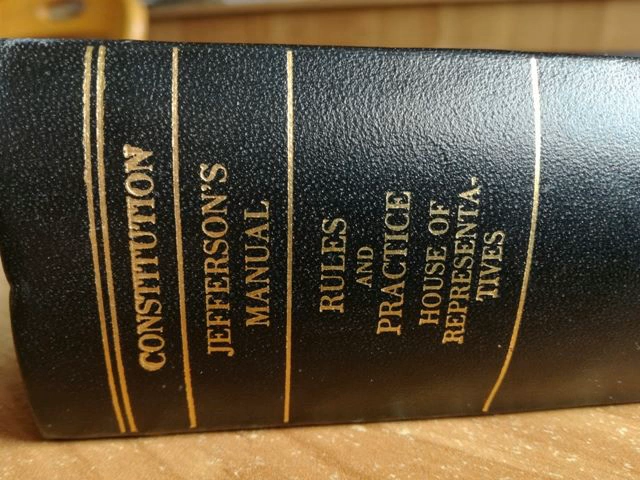 CONSTITUTION
JEFFERSON'S
MANUAL
RULES
AND
PRACTICE
HOUSE OF
REPRESENTA-
TIVES